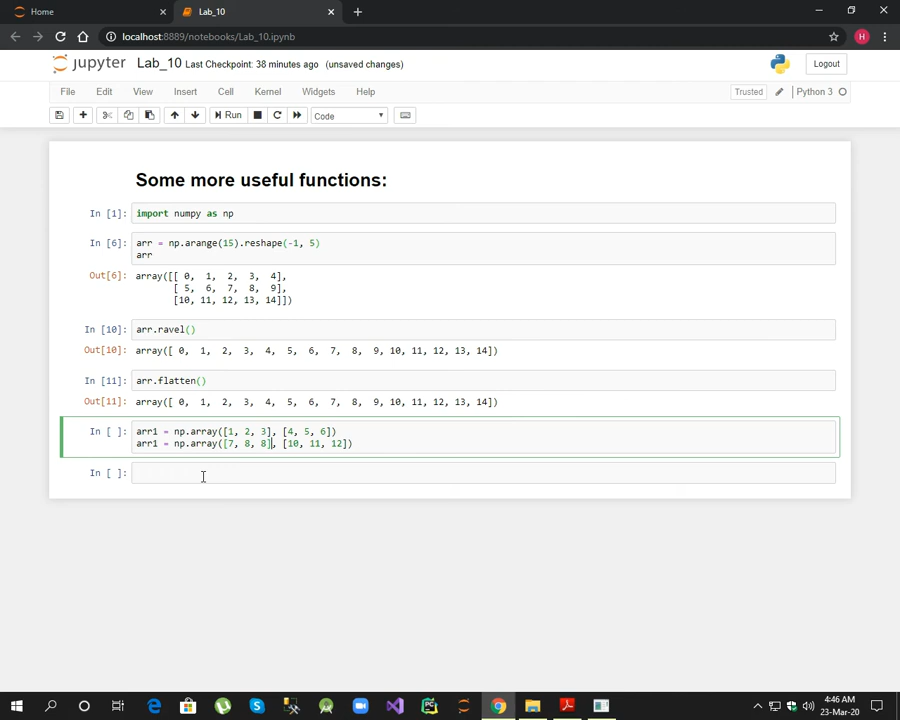 Home
Lab_10
localhost:8889/notebooks/Lab_10.ipynb
H
jupyter Lab_10 Last Checkpoint: 38 minutes ago (unsaved changes)
Logout
File Edit View Insert Cell Kernel Widgets Help
Trusted Python 3
Run Code
Some more useful functions:
In [1]: import numpy as np
In [6]: arr = np.arange(15).reshape(-1, 5)
arr
Out[6]: array([[ 0, 1, 2, 3, 4],
[ 5, 6, 7, 8, 9],
[10, 11, 12, 13, 14]])
In [10]: arr.ravel()
Out[10]: array([ 0, 1, 2, 3, 4, 5, 6, 7, 8, 9, 10, 11, 12, 13, 14])
In [11]: arr.flatten()
Out[11]: array([ 0, 1, 2, 3, 4, 5, 6, 7, 8, 9, 10, 11, 12, 13, 14])
In [ ]: arr1 = np.array([1, 2, 3], [4, 5, 6])
arr1 = np.array([7, 8, 8], [10, 11, 12])
In [ ]:
4:46 AM
23-Mar-20